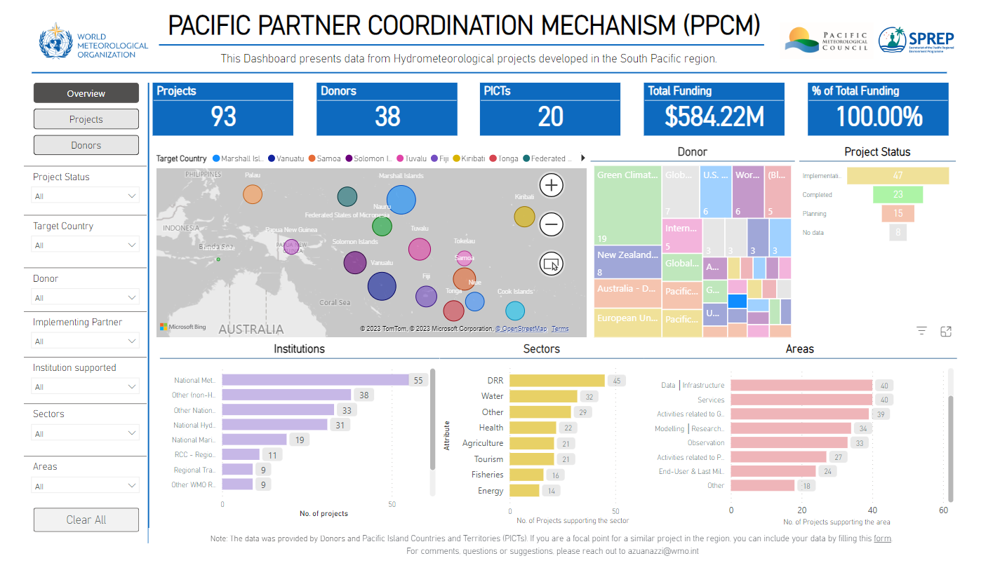 WORLD
METEOROLOGICAL
ORGANIZATION
PACIFIC PARTNER COORDINATION MECHANISM (PPCM)
This Dashboard presents data from Hydrometeorological projects developed in the South Pacific region.
PACIFIC
METEOROLOGICAL
COUNCIL
SPREP
Secretariat of the Pacific Regional
Environment Programme
Overview
Projects
Donors
Project Status
All
Target Country
All
Donor
All
Implementing Partner
All
Institution supported
All
Sectors
All
Areas
All
Clear All
Projects
93
Donors
38
PICTs
20
Total Funding
$584.22M
% of Total Funding
100.00%
Target Country Marshall Isl... Vanuatu Samoa Solomon I... Tuvalu Fiji Kiribati Tonga Federated ...
PHILIPPINES
Palau
Marshall Islands
Kiribati
Nauru
Federated States of Micronesia
INDONESIA
Papua New Guinea
Tuvalu
PAPUA NEW
GUINEA
Banda Sea
Solomon Islands
Tokelau
Samoa
Vanuatu
Fiji
Niue
Tonga
Cook Islands
Coral Sea
AUSTRALIA
Microsoft Bing
© 2023 TomTom, © 2023 Microsoft Corporation, © OpenStreetMap Terms
Donor
Green Climat...
19
Glob...
7
U.S. ...
6
Wor...
6
(Bl...
5
New Zealand...
8
Intern...
5
3
3
3
3
Australia - D...
Global...
A...
European Un...
Pacific...
G...
Pacific...
U...
Project Status
Implementati... 47
Completed 23
Planning 15
No data 8
Institutions
National Met... 55
Other (non-H... 38
Other Nation... 33
National Hyd... 31
National Mari... 19
RCC - Regio... 11
Regional Tra... 9
Other WMO R... 9
0 50
No. of projects
Sectors
Attribute
DRR 45
Water 32
Other 29
Health 22
Agriculture 21
Tourism 21
Fisheries 16
Energy 14
0 50
No. of Projects supporting the sector
Areas
Data | Infrastructure 40
Services 40
Activities related to G... 39
Modelling | Research... 34
Observation 33
Activities related to P... 27
End-User & Last Mil... 24
Other 18
0 20 40 60
No. of Projects supporting the area
Note: The data was provided by Donors and Pacific Island Countries and Territories (PICTs). If you are a focal point for a similar project in the region, you can include your data by filling this form.
For comments, questions or suggestions, please reach out to azuanazzi@wmo.int